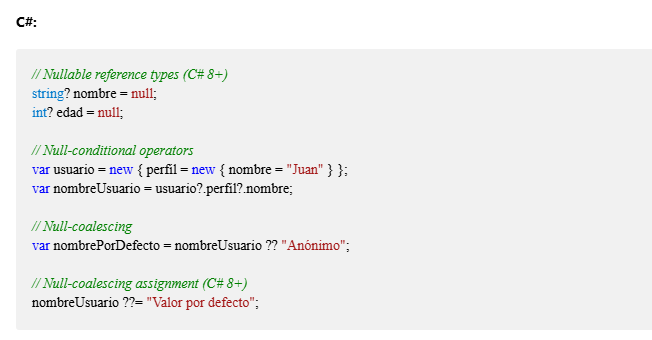 C#:
// Nullable reference types (C# 8+)
string? nombre = null;
int? edad = null;
// Null-conditional operators
var usuario = new { perfil = new { nombre = "Juan" } };
var nombreUsuario = usuario?.perfil?.nombre;
// Null-coalescing
var nombrePorDefecto = nombreUsuario ?? "Anónimo";
// Null-coalescing assignment (C# 8+)
nombreUsuario ??= "Valor por defecto";